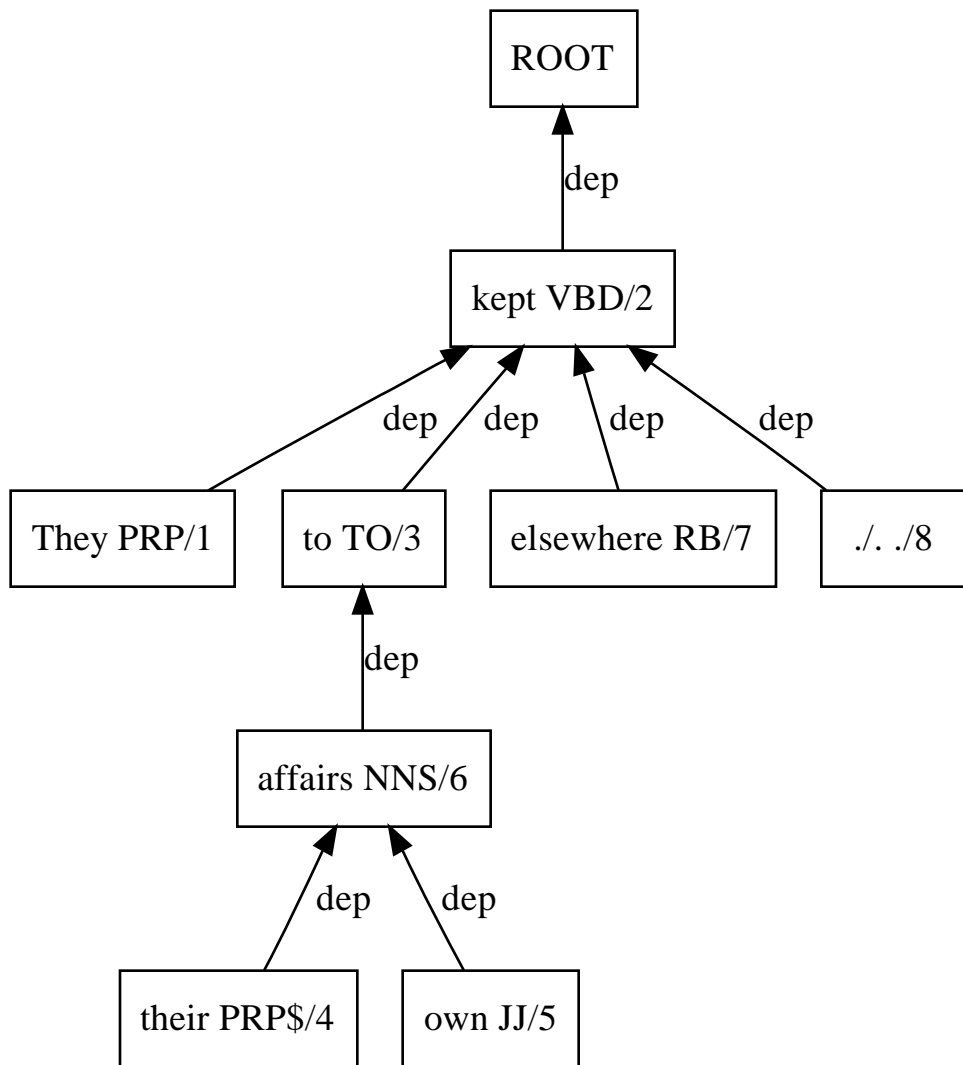 ROOT
dep
kept VBD/2
dep dep dep dep
They PRP/1 to TO/3 elsewhere RB/7 ./. ./8
dep
affairs NNS/6
dep dep
their PRP$/4 own JJ/5